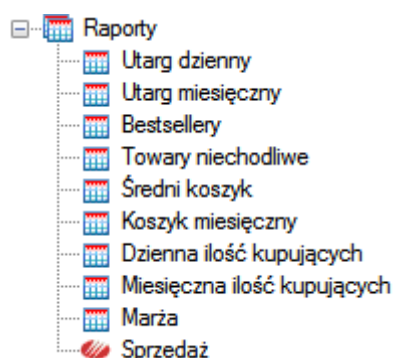 Raporty
Utarg dzienny
Utarg miesięczny
Bestsellery
Towary niechodliwe
Średni koszyk
Koszyk miesięczny
Dzienna ilość kupujących
Miesięczna ilość kupujących
Marża
Sprzedaż